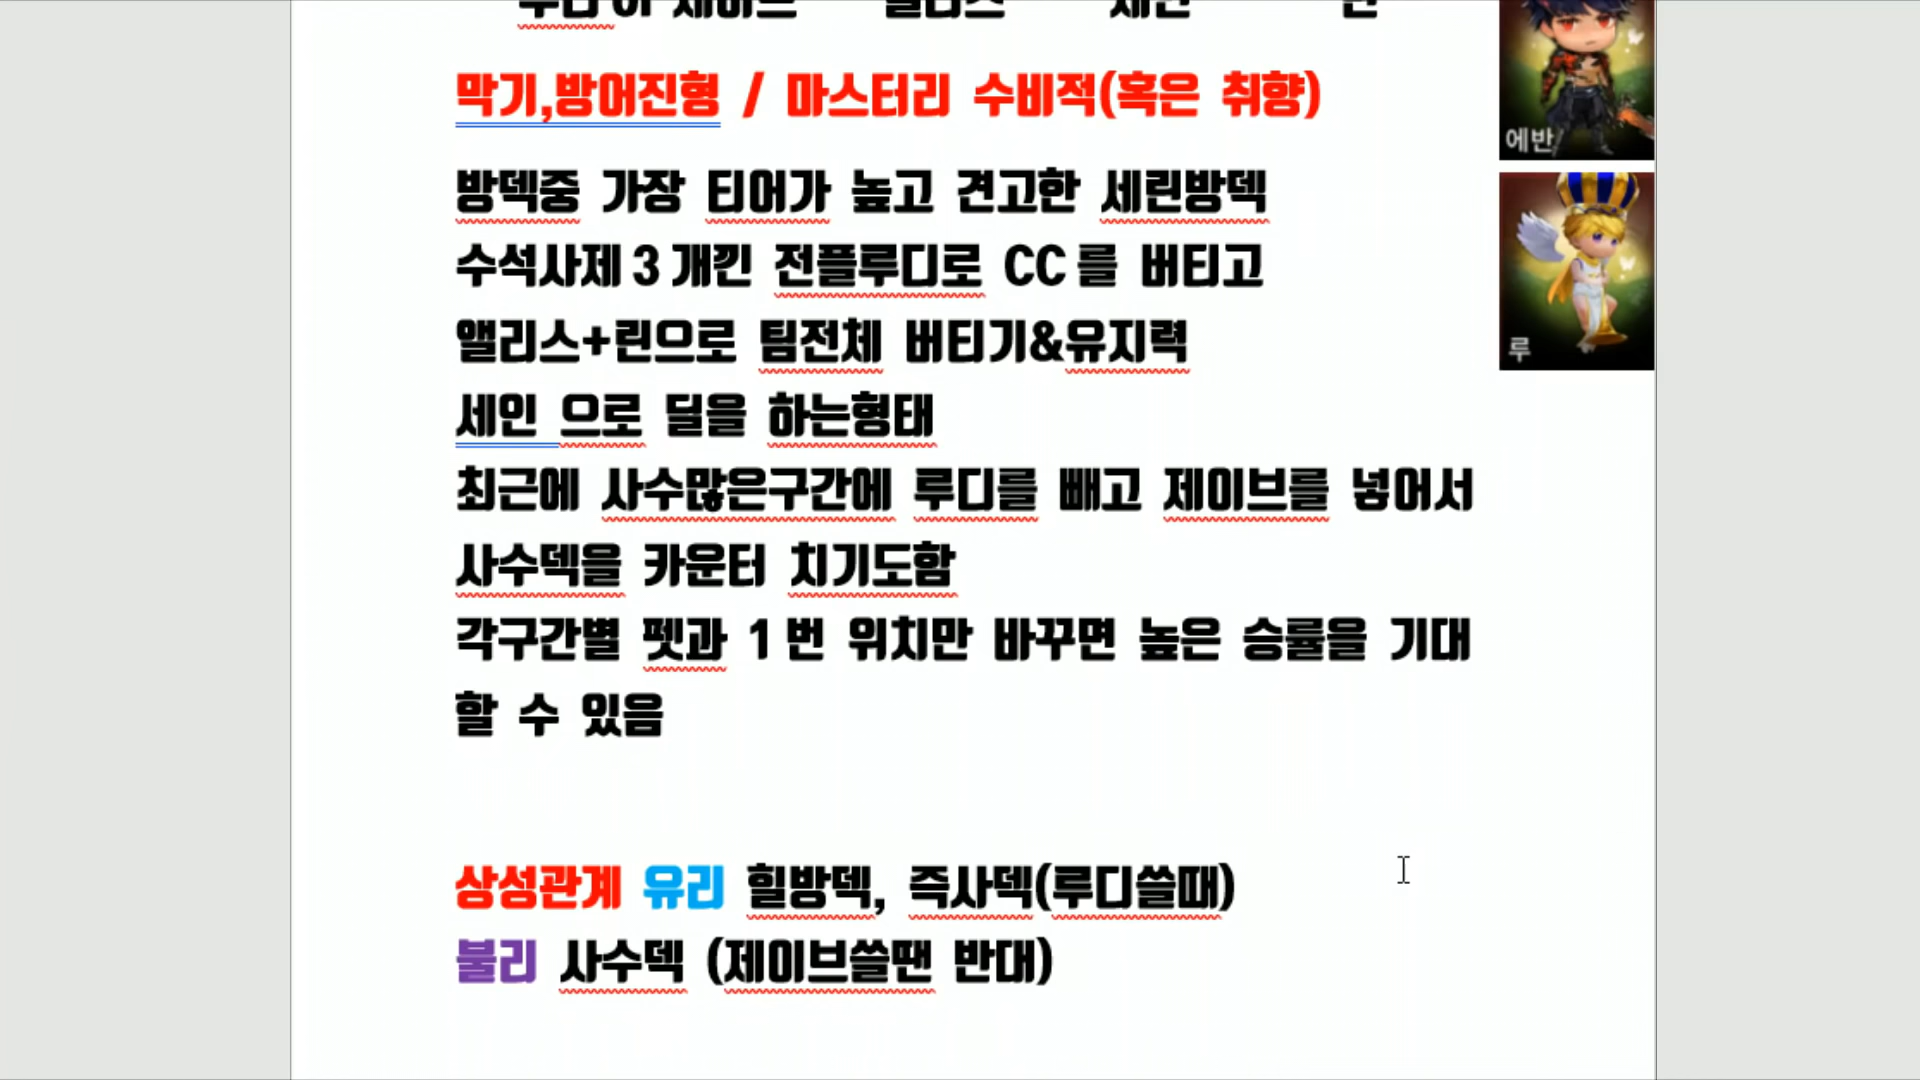 막기,방어진형 / 마스터리 수비적(혹은 취향)
에반
방덱중 가장 티어가 높고 견고한 세린방덱
수석사제3개낀 전플루디로 CC를 버티고
앨리스+린으로 팀전체 버티기&유지력
루
세인 으로 딜을 하는형태
최근에 사수많은구간에 루디를 빼고 제이브를 넣어서
사수덱을 카운터 치기도함
각구간별 펫과 1번 위치만 바꾸면 높은 승률을 기대
할 수 있음
상성관계 유리 힐방덱, 즉사덱(루디쓸때)
불리 사수덱 (제이브쓸땐 반대)